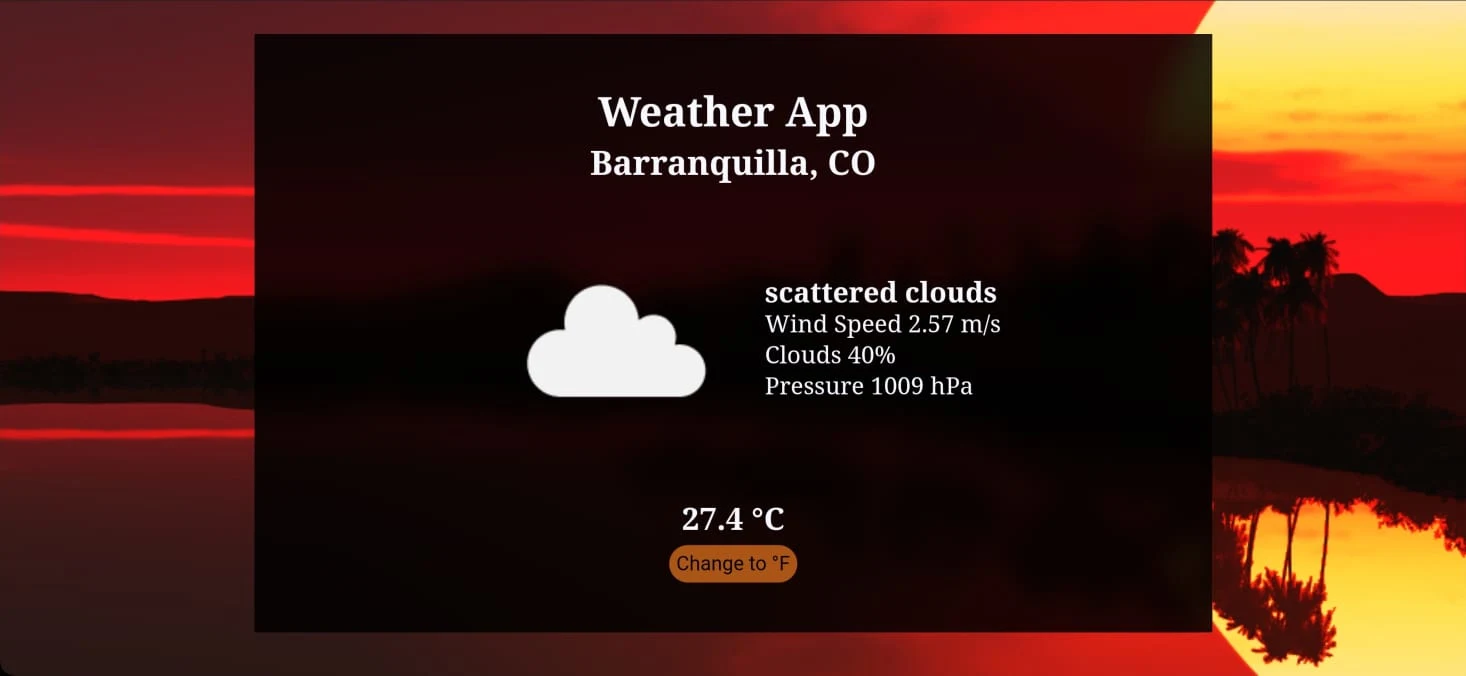 Weather App
Barranquilla, CO
scattered clouds
Wind Speed 2.57 m/s
Clouds 40%
Pressure 1009 hPa
27.4 °C
Change to °F